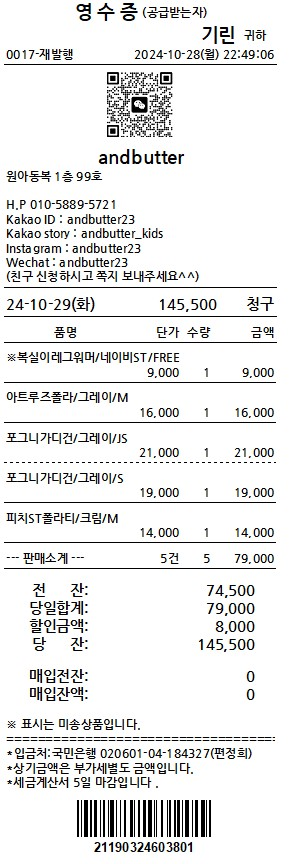 영 수 증 (공급받는자)
기린 귀하
0017-재발행 2024-10-28(월) 22:49:06
andbutter
원아동복 1층 99호
H.P 010-5889-5721
Kakao ID : andbutter23
Kakao story : andbutter_kids
Instagram : andbutter23
Wechat : andbutter23
(친구 신청하시고 쪽지 보내주세요^^)
24-10-29(화) 145,500 청구
품명 단가 수량 금액
※복실이레그워머/네이비ST/FREE
9,000 1 9,000
아트루즈폴라/그레이/M
16,000 1 16,000
포그니가디건/그레이/JS
21,000 1 21,000
포그니가디건/그레이/S
19,000 1 19,000
피치ST폴라티/크림/M
14,000 1 14,000
--- 판매소계 --- 5건 5 79,000
전 잔: 74,500
당일합계: 79,000
할인금액: 8,000
당 잔: 145,500
매입전잔: 0
매입잔액: 0
※ 표시는 미송상품입니다.
*입금처:국민은행 020601-04-184327(편정희)
*상기금액은 부가세별도 금액입니다.
*세금계산서 5일 마감입니다 .
21190324603801